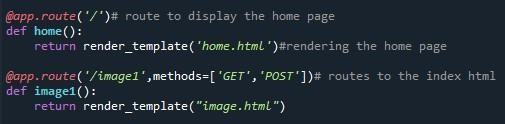 @app.route('/')# route to display the home page
def home():
    return render_template('home.html')#rendering the home page
@app.route('/image1',methods=['GET','POST'])# routes to the index html
def image1():
    return render_template("image.html")